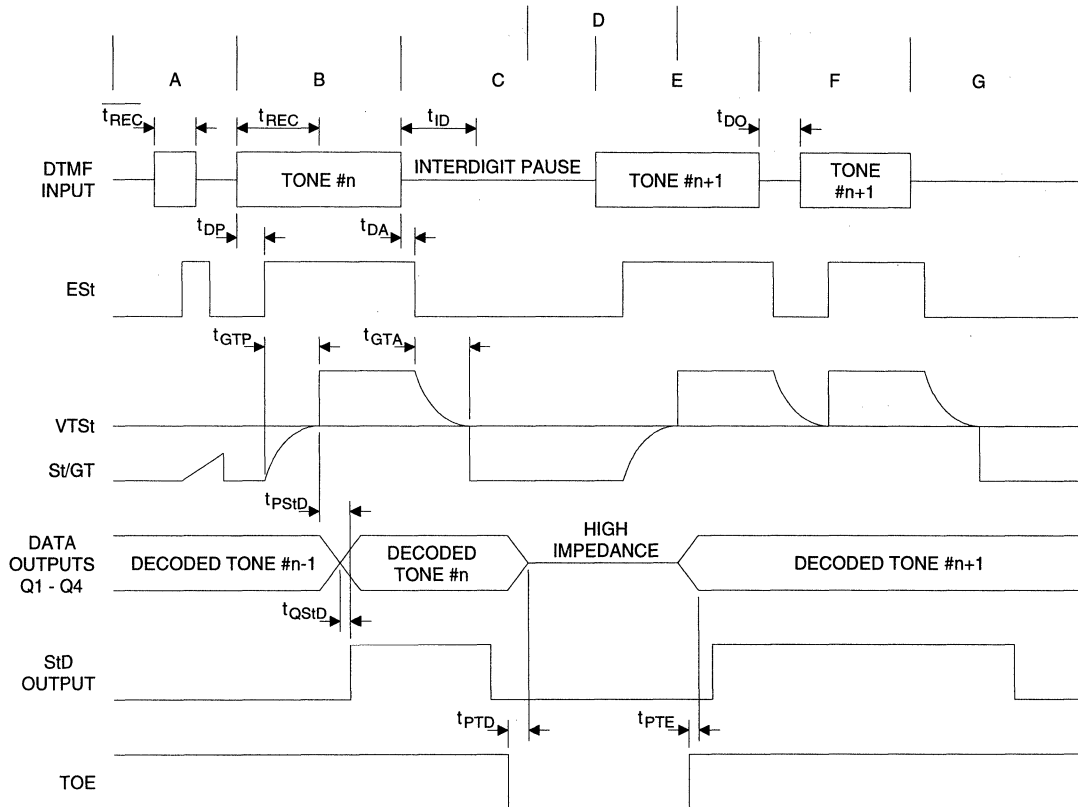 D
A B C E F G
t̅R̅E̅C̅ tREC tID tDO
DTMF
INPUT
TONE #n
INTERDIGIT PAUSE
TONE #n+1
TONE
#n+1
tDP tDA
ESt
tGTP tGTA
VTSt
St/GT
tPStD
DATA
OUTPUTS
Q1 - Q4
DECODED TONE #n-1
DECODED
TONE #n
HIGH
IMPEDANCE
DECODED TONE #n+1
tQStD
StD
OUTPUT
tPTD tPTE
TOE